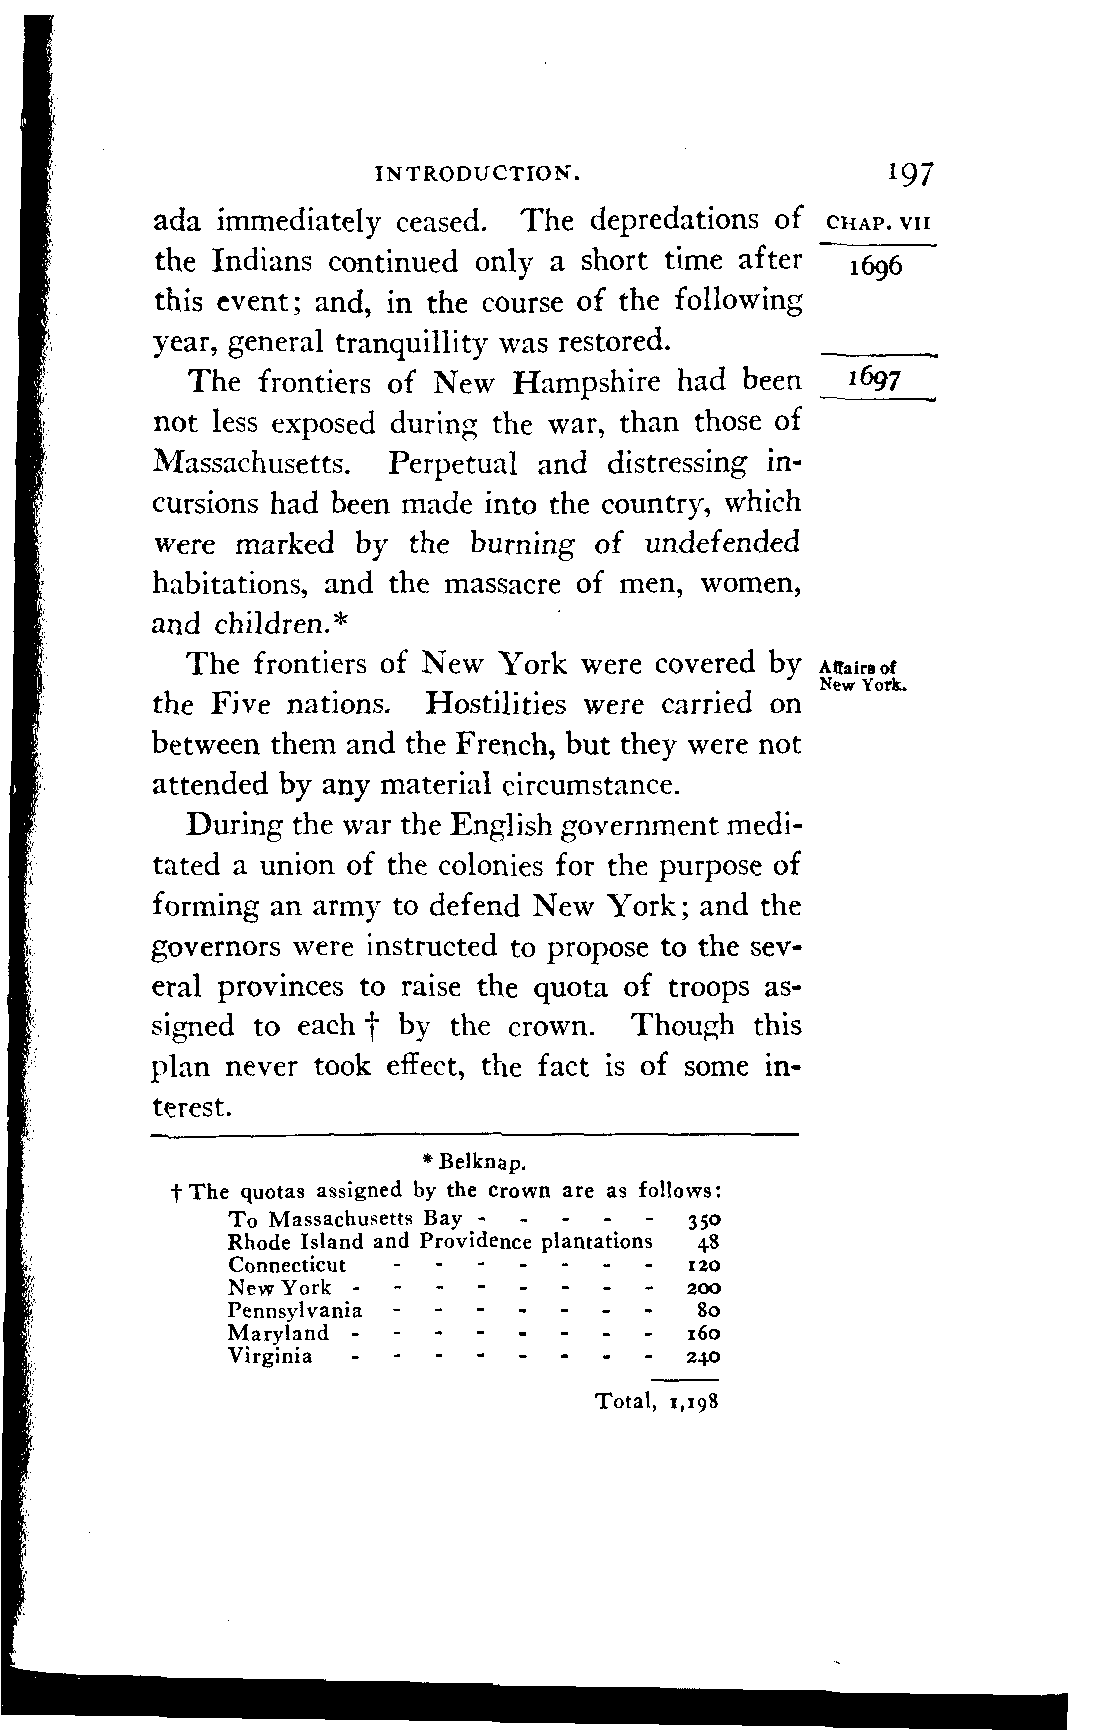 INTRODUCTION. 197
ada immediately ceased. The depredations of
CHAP. VII
the Indians continued only a short time after
1696
this event; and, in the course of the following
year, general tranquillity was restored.
The frontiers of New Hampshire had been
1697
not less exposed during the war, than those of
Massachusetts. Perpetual and distressing in-
cursions had been made into the country, which
were marked by the burning of undefended
habitations, and the massacre of men, women,
and children.*
The frontiers of New York were covered by
Affairs of
New York.
the Five nations. Hostilities were carried on
between them and the French, but they were not
attended by any material circumstance.
During the war the English government medi-
tated a union of the colonies for the purpose of
forming an army to defend New York; and the
governors were instructed to propose to the sev-
eral provinces to raise the quota of troops as-
signed to each † by the crown. Though this
plan never took effect, the fact is of some in-
terest.
* Belknap.
† The quotas assigned by the crown are as follows:
To Massachusetts Bay - - - - - 350
Rhode Island and Providence plantations 48
Connecticut - - - - - - - 120
New York - - - - - - - - 200
Pennsylvania - - - - - - - 80
Maryland - - - - - - - - 160
Virginia - - - - - - - - 240
Total, 1,198